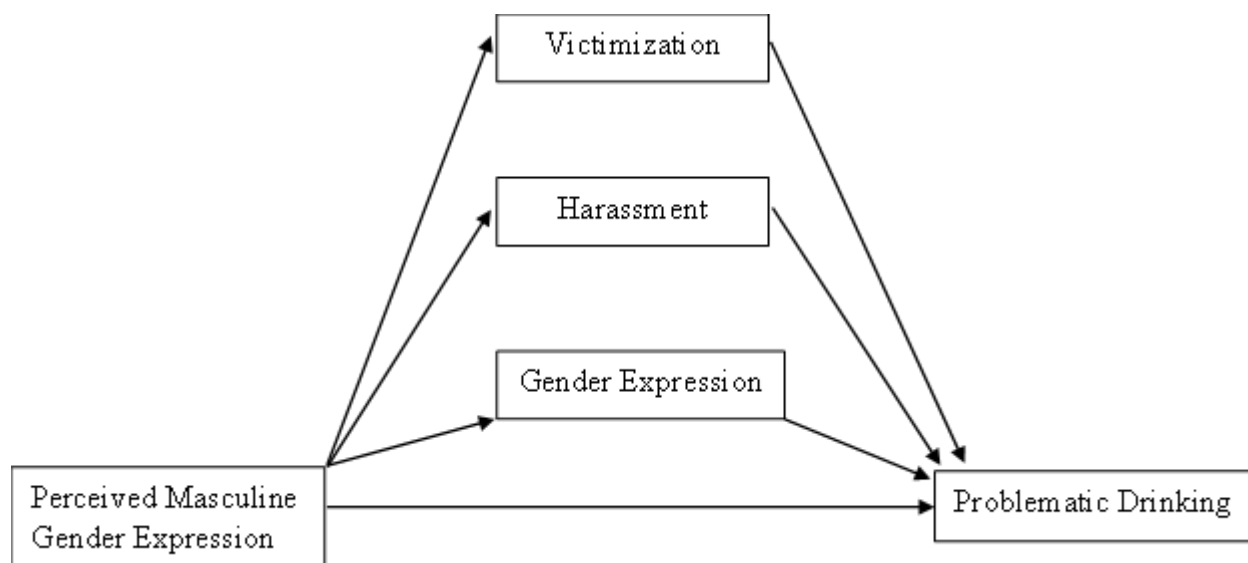 Victimization
Harassment
Gender Expression
Perceived Masculine
Gender Expression
Problematic Drinking